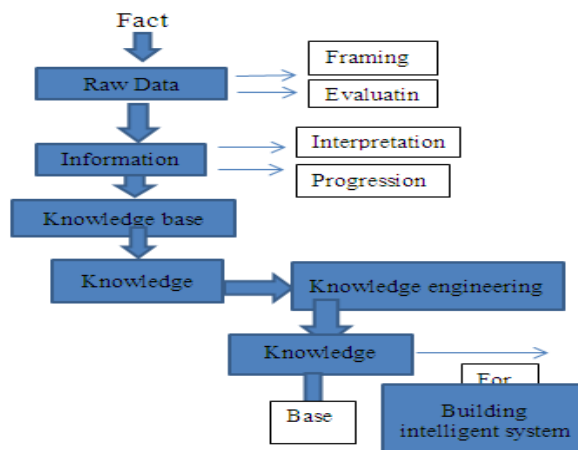 Fact
Framing
Raw Data
Evaluatin
Interpretation
Information
Progression
Knowledge base
Knowledge
Knowledge engineering
Knowledge
For
Base
Building
intelligent system